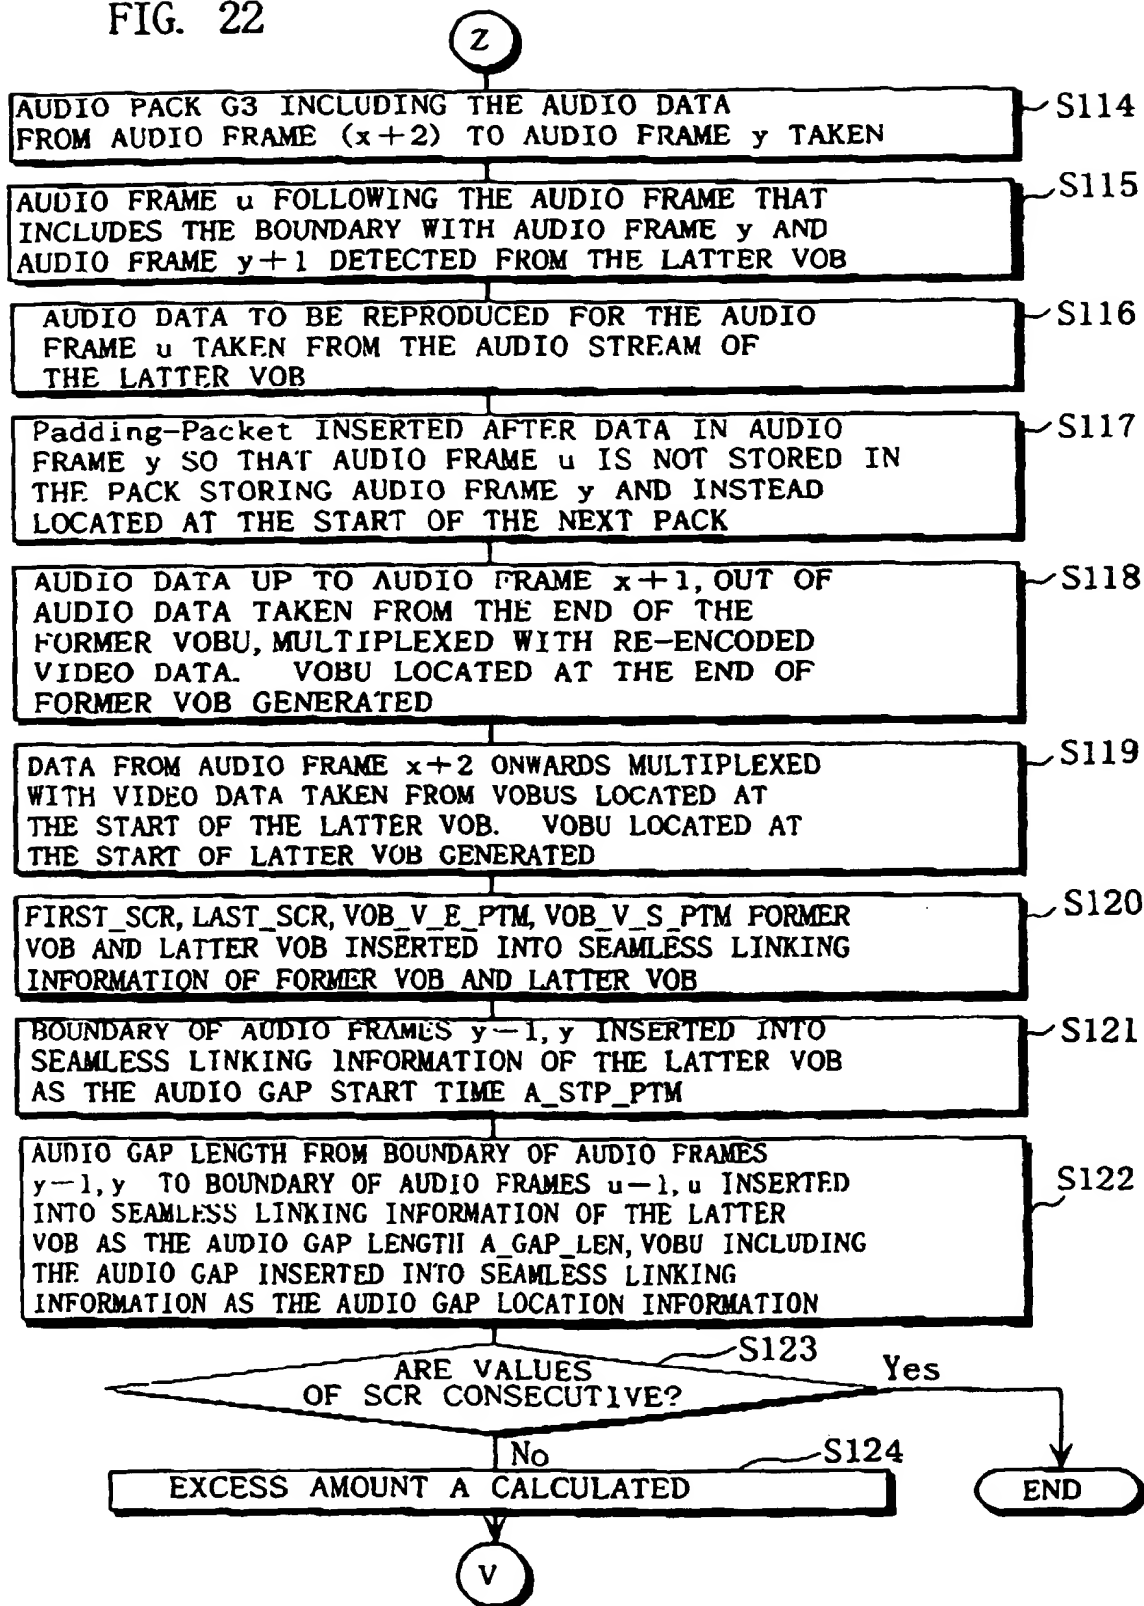 FIG. 22
Z
AUDIO PACK G3 INCLUDING THE AUDIO DATA
FROM AUDIO FRAME (x+2) TO AUDIO FRAME y TAKEN
S114
AUDIO FRAME u FOLLOWING THE AUDIO FRAME THAT
INCLUDES THE BOUNDARY WITH AUDIO FRAME y AND
AUDIO FRAME y+1 DETECTED FROM THE LATTER VOB
S115
AUDIO DATA TO BE REPRODUCED FOR THE AUDIO
FRAME u TAKEN FROM THE AUDIO STREAM OF
THE LATTER VOB
S116
Padding-Packet INSERTED AFTER DATA IN AUDIO
FRAME y SO THAT AUDIO FRAME u IS NOT STORED IN
THE PACK STORING AUDIO FRAME y AND INSTEAD
LOCATED AT THE START OF THE NEXT PACK
S117
AUDIO DATA UP TO AUDIO FRAME x+1, OUT OF
AUDIO DATA TAKEN FROM THE END OF THE
FORMER VOBU, MULTIPLEXED WITH RE-ENCODED
VIDEO DATA. VOBU LOCATED AT THE END OF
FORMER VOB GENERATED
S118
DATA FROM AUDIO FRAME x+2 ONWARDS MULTIPLEXED
WITH VIDEO DATA TAKEN FROM VOBUS LOCATED AT
THE START OF THE LATTER VOB. VOBU LOCATED AT
THE START OF LATTER VOB GENERATED
S119
FIRST_SCR, LAST_SCR, VOB_V_E_PTM, VOB_V_S_PTM FORMER
VOB AND LATTER VOB INSERTED INTO SEAMLESS LINKING
INFORMATION OF FORMER VOB AND LATTER VOB
S120
BOUNDARY OF AUDIO FRAMES y-1, y INSERTED INTO
SEAMLESS LINKING INFORMATION OF THE LATTER VOB
AS THE AUDIO GAP START TIME A_STP_PTM
S121
AUDIO GAP LENGTH FROM BOUNDARY OF AUDIO FRAMES
y-1, y TO BOUNDARY OF AUDIO FRAMES u-1, u INSERTED
INTO SEAMLESS LINKING INFORMATION OF THE LATTER
VOB AS THE AUDIO GAP LENGTH A_GAP_LEN, VOBU INCLUDING
THE AUDIO GAP INSERTED INTO SEAMLESS LINKING
INFORMATION AS THE AUDIO GAP LOCATION INFORMATION
S122
ARE VALUES
OF SCR CONSECUTIVE?
S123
Yes
No
EXCESS AMOUNT A CALCULATED
S124
END
V